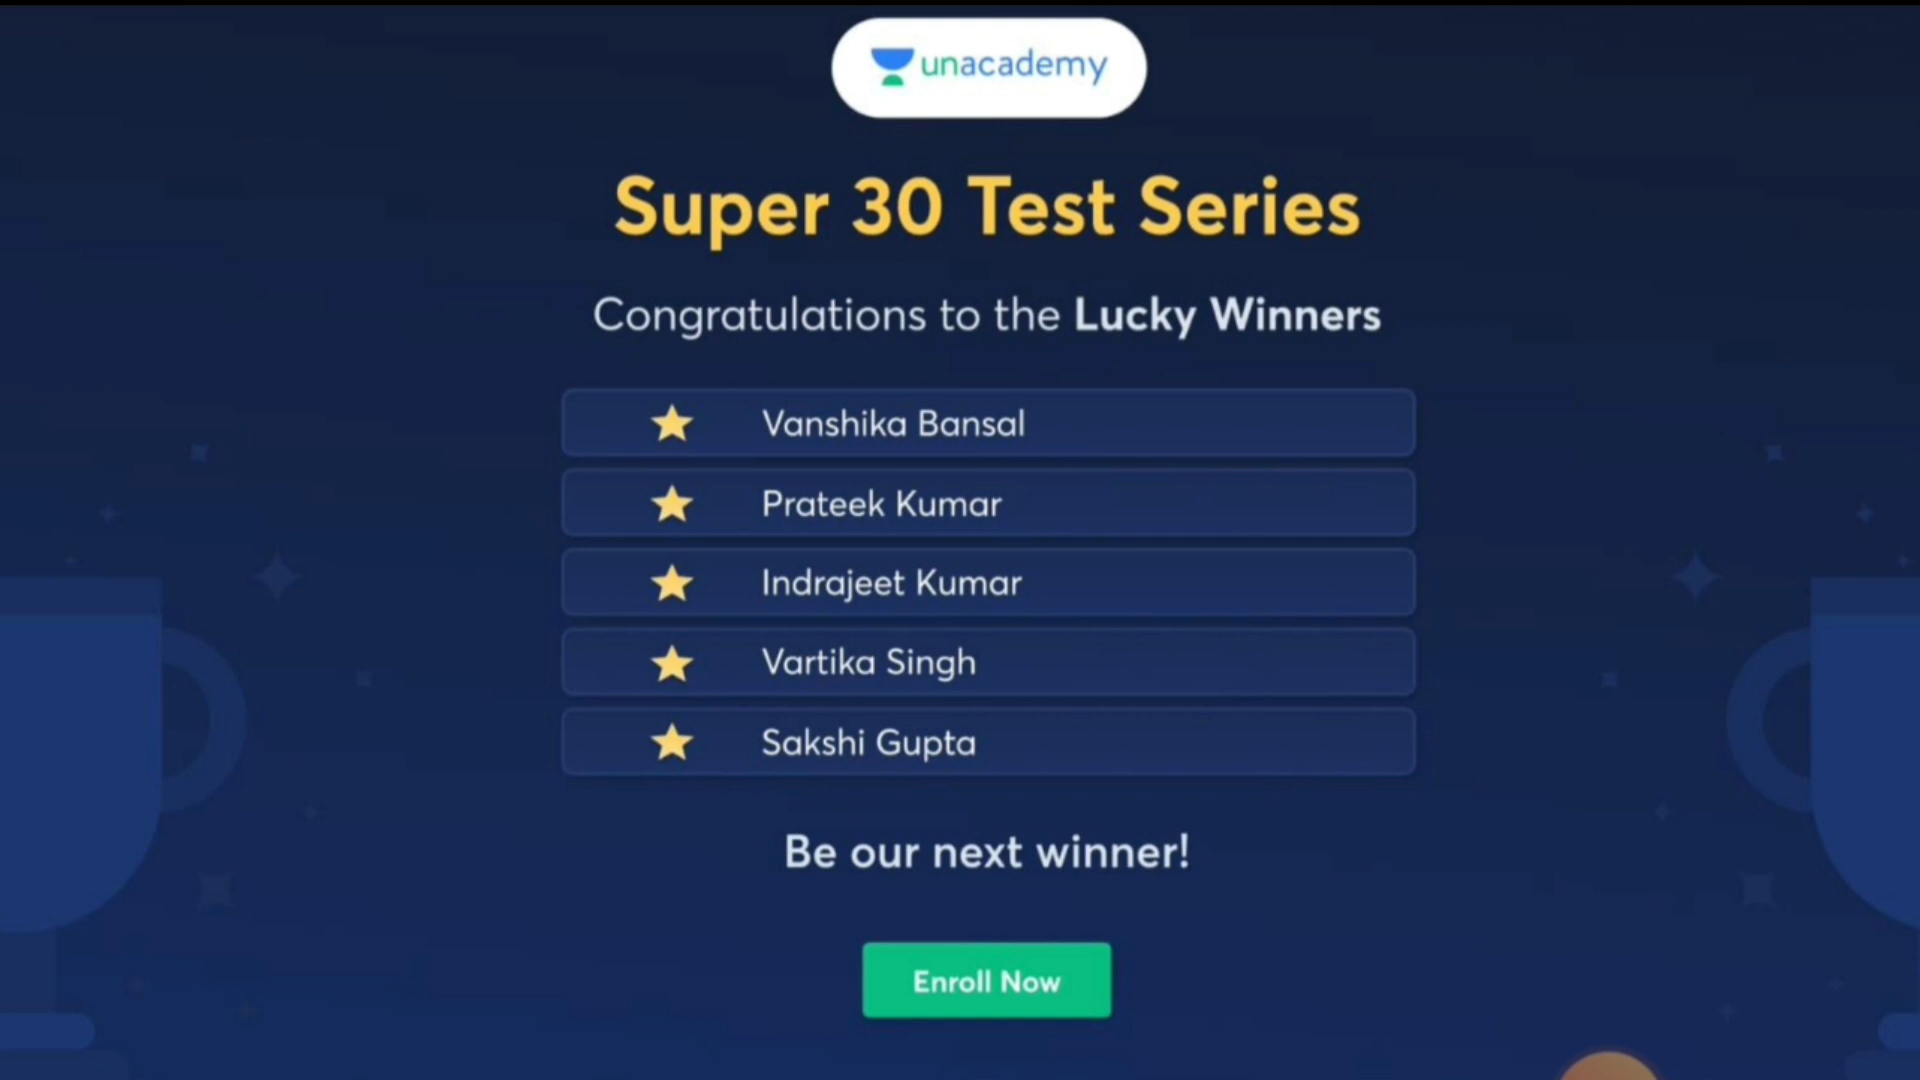 unacademy
Super 30 Test Series
Congratulations to the Lucky Winners
Vanshika Bansal
Prateek Kumar
Indrajeet Kumar
Vartika Singh
Sakshi Gupta
Be our next winner!
Enroll Now